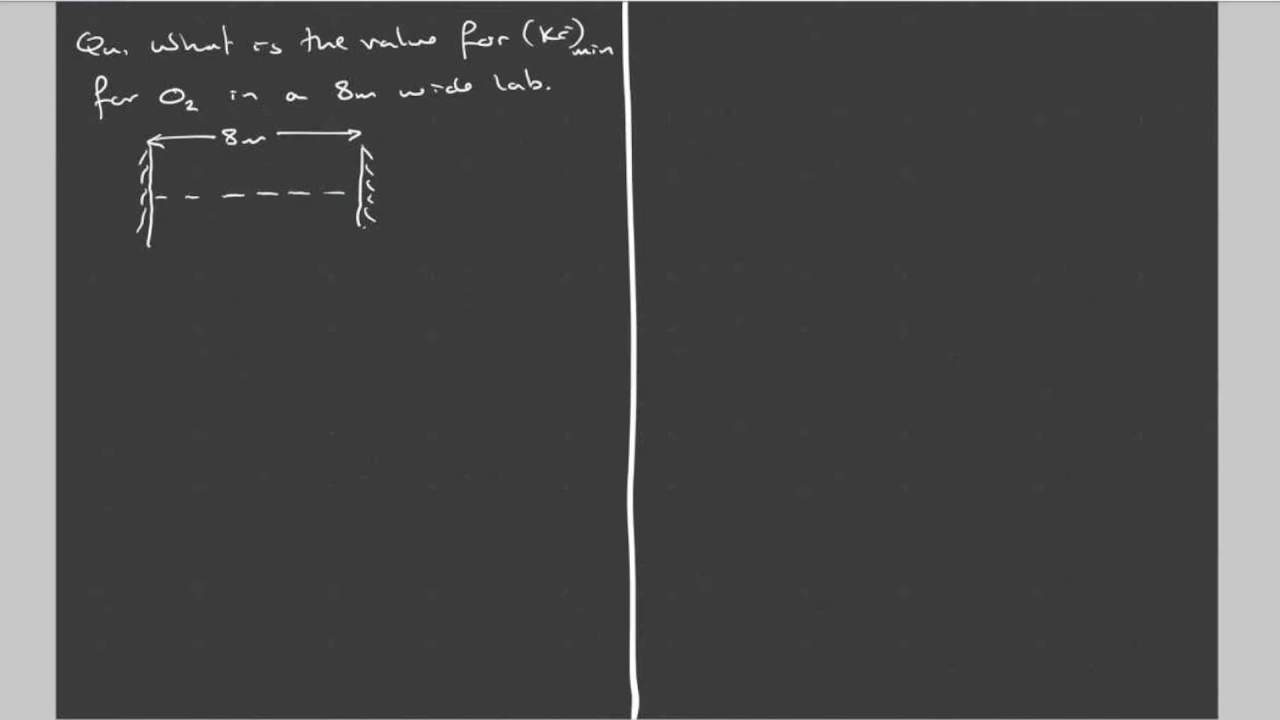 Qu. What is the value for (KE)min
for O₂ in a 8m wide lab.
8m